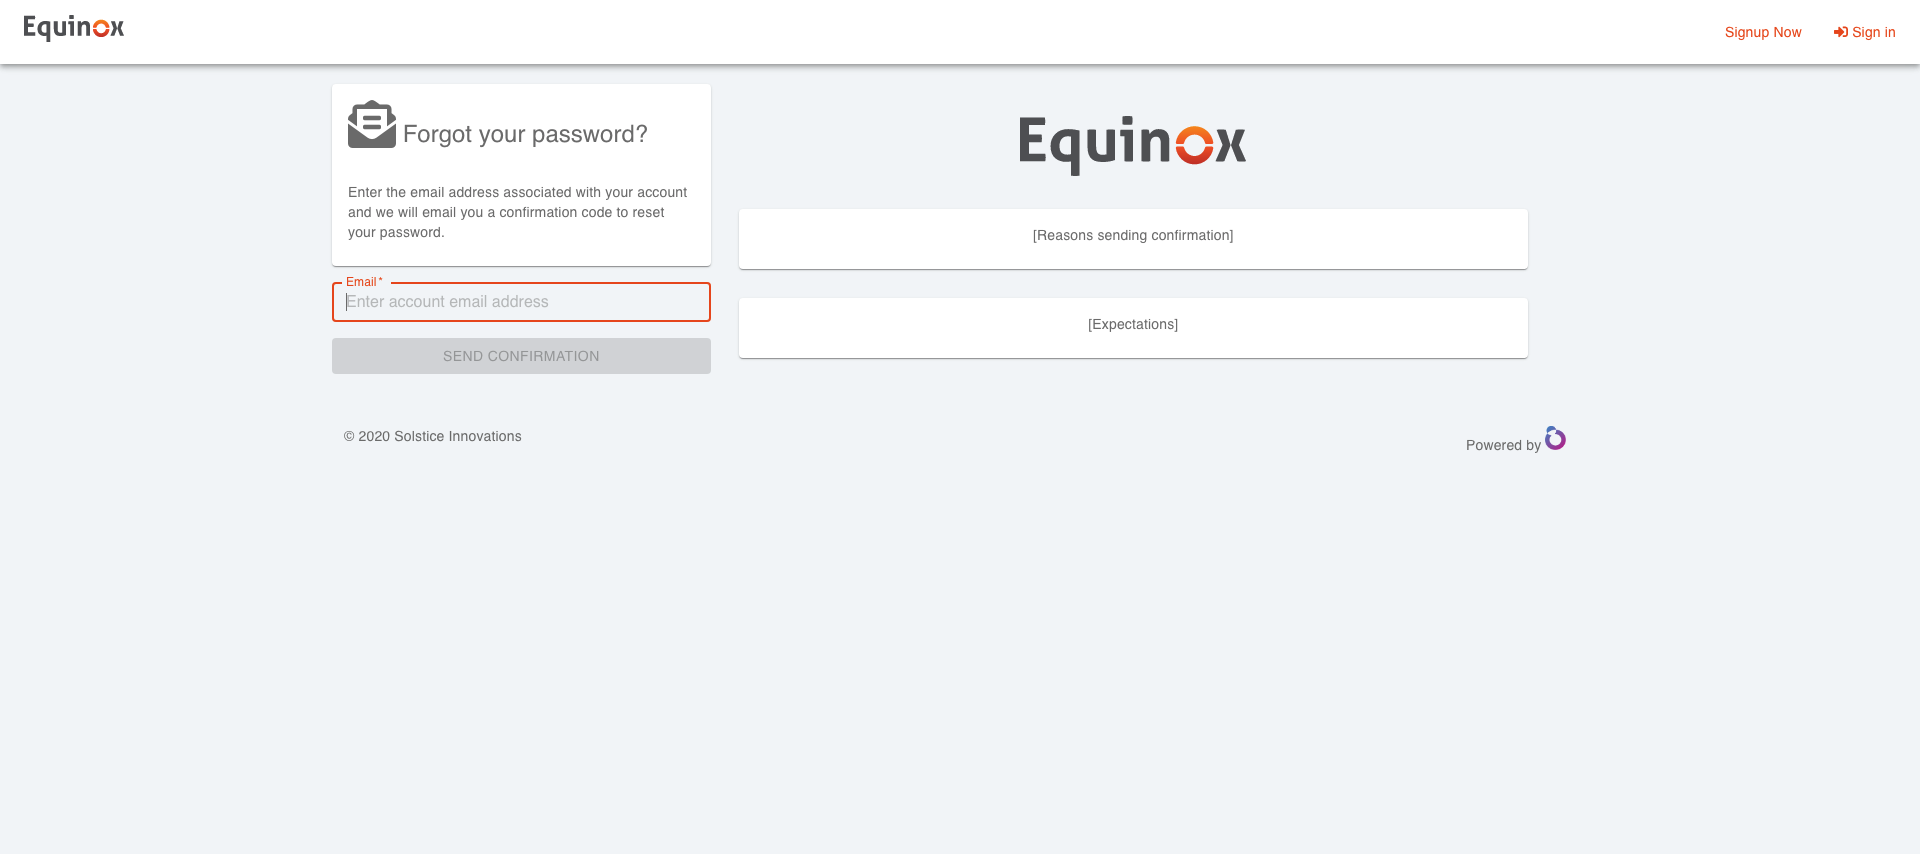 Equinox
Signup Now
Sign in
Forgot your password?
Enter the email address associated with your account
and we will email you a confirmation code to reset
your password.
Email *
Enter account email address
SEND CONFIRMATION
Equinox
[Reasons sending confirmation]
[Expectations]
© 2020 Solstice Innovations
Powered by